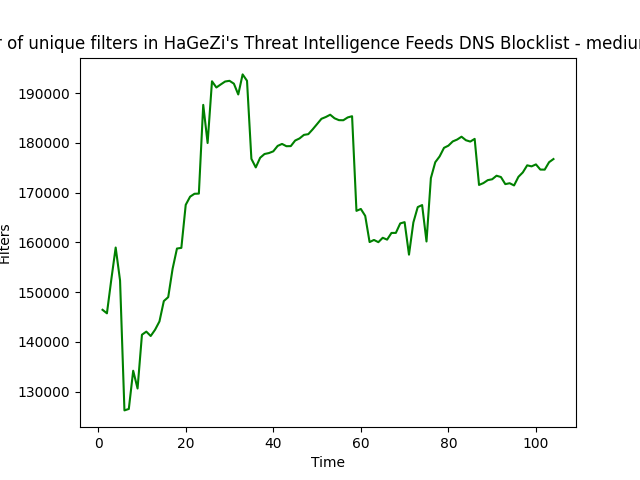 of unique filters in HaGeZi's Threat Intelligence Feeds DNS Blocklist -
190000
180000
170000
160000
150000
140000
130000
Filters
0 20 40 60 80 100
Time